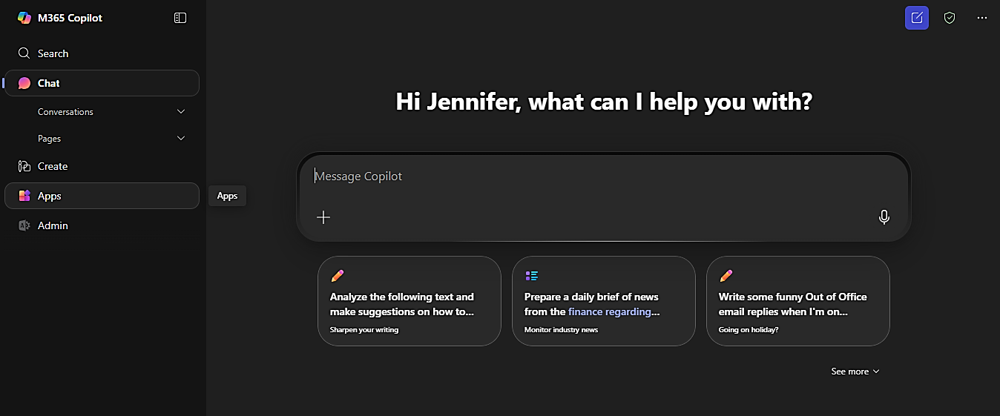 M365 Copilot
Search
Chat
Conversations
Pages
Create
Apps
Admin
Apps
Hi Jennifer, what can I help you with?
Message Copilot
Analyze the following text and
make suggestions on how to...
Sharpen your writing
Prepare a daily brief of news
from the finance regarding...
Monitor industry news
Write some funny Out of Office
email replies when I'm on...
Going on holiday?
See more